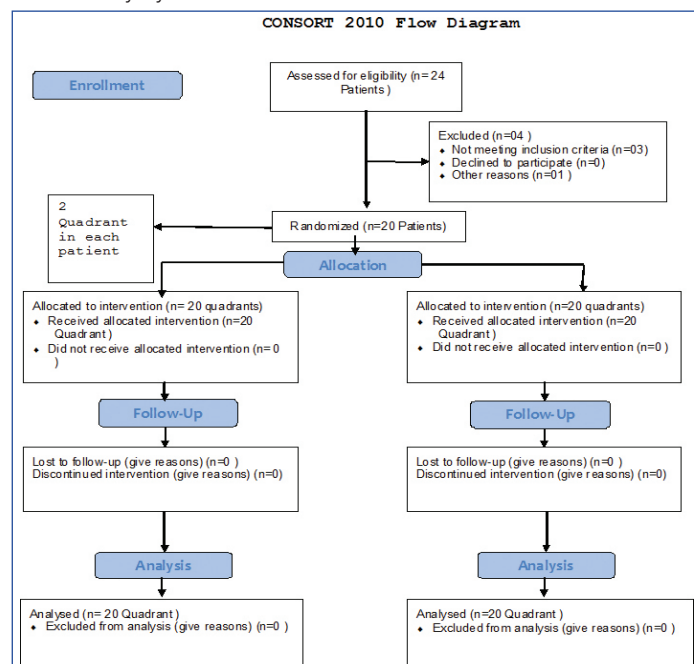 CONSORT 2010 Flow Diagram
Enrollment
Assessed for eligibility (n= 24
Patients )
Excluded (n=04 )
⬥ Not meeting inclusion criteria (n=03)
⬥ Declined to participate (n=0)
⬥ Other reasons (n=01 )
2
Quadrant
in each
patient
Randomized (n=20 Patients)
Allocation
Allocated to intervention (n= 20 quadrants)
⬥ Received allocated intervention (n=20
Quadrant)
⬥ Did not receive allocated intervention (n= 0
)
Allocated to intervention (n=20 quadrants)
⬥ Received allocated intervention (n=20
Quadrant)
⬥ Did not receive allocated intervention (n=0 )
Follow-Up
Follow-Up
Lost to follow-up (give reasons) (n=0 )
Discontinued intervention (give reasons) (n=0)
Lost to follow-up (give reasons) (n=0 )
Discontinued intervention (give reasons) (n=0)
Analysis
Analysis
Analysed (n= 20 Quadrant )
⬥ Excluded from analysis (give reasons) (n=0 )
Analysed (n=20 Quadrant )
⬥ Excluded from analysis (give reasons) (n=0 )